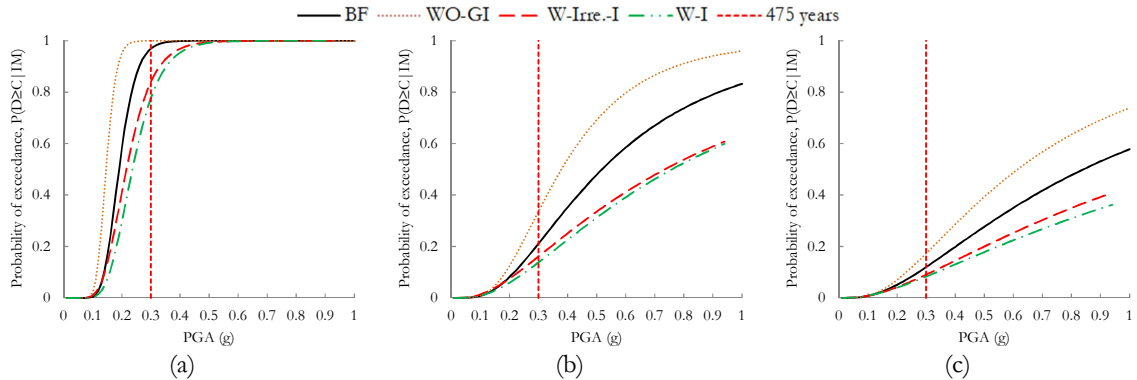 BF WO-GI W-Irre.-I W-I 475 years
Probability of exceedance, P(D≥C|IM)
1
0.8
0.6
0.4
0.2
0
0 0.1 0.2 0.3 0.4 0.5 0.6 0.7 0.8 0.9 1
PGA (g)
(a)
Probability of exceedance, P(D≥C|IM)
1
0.8
0.6
0.4
0.2
0
0 0.1 0.2 0.3 0.4 0.5 0.6 0.7 0.8 0.9 1
PGA (g)
(b)
Probability of exceedance, P(D≥C|IM)
1
0.8
0.6
0.4
0.2
0
0 0.1 0.2 0.3 0.4 0.5 0.6 0.7 0.8 0.9 1
PGA (g)
(c)